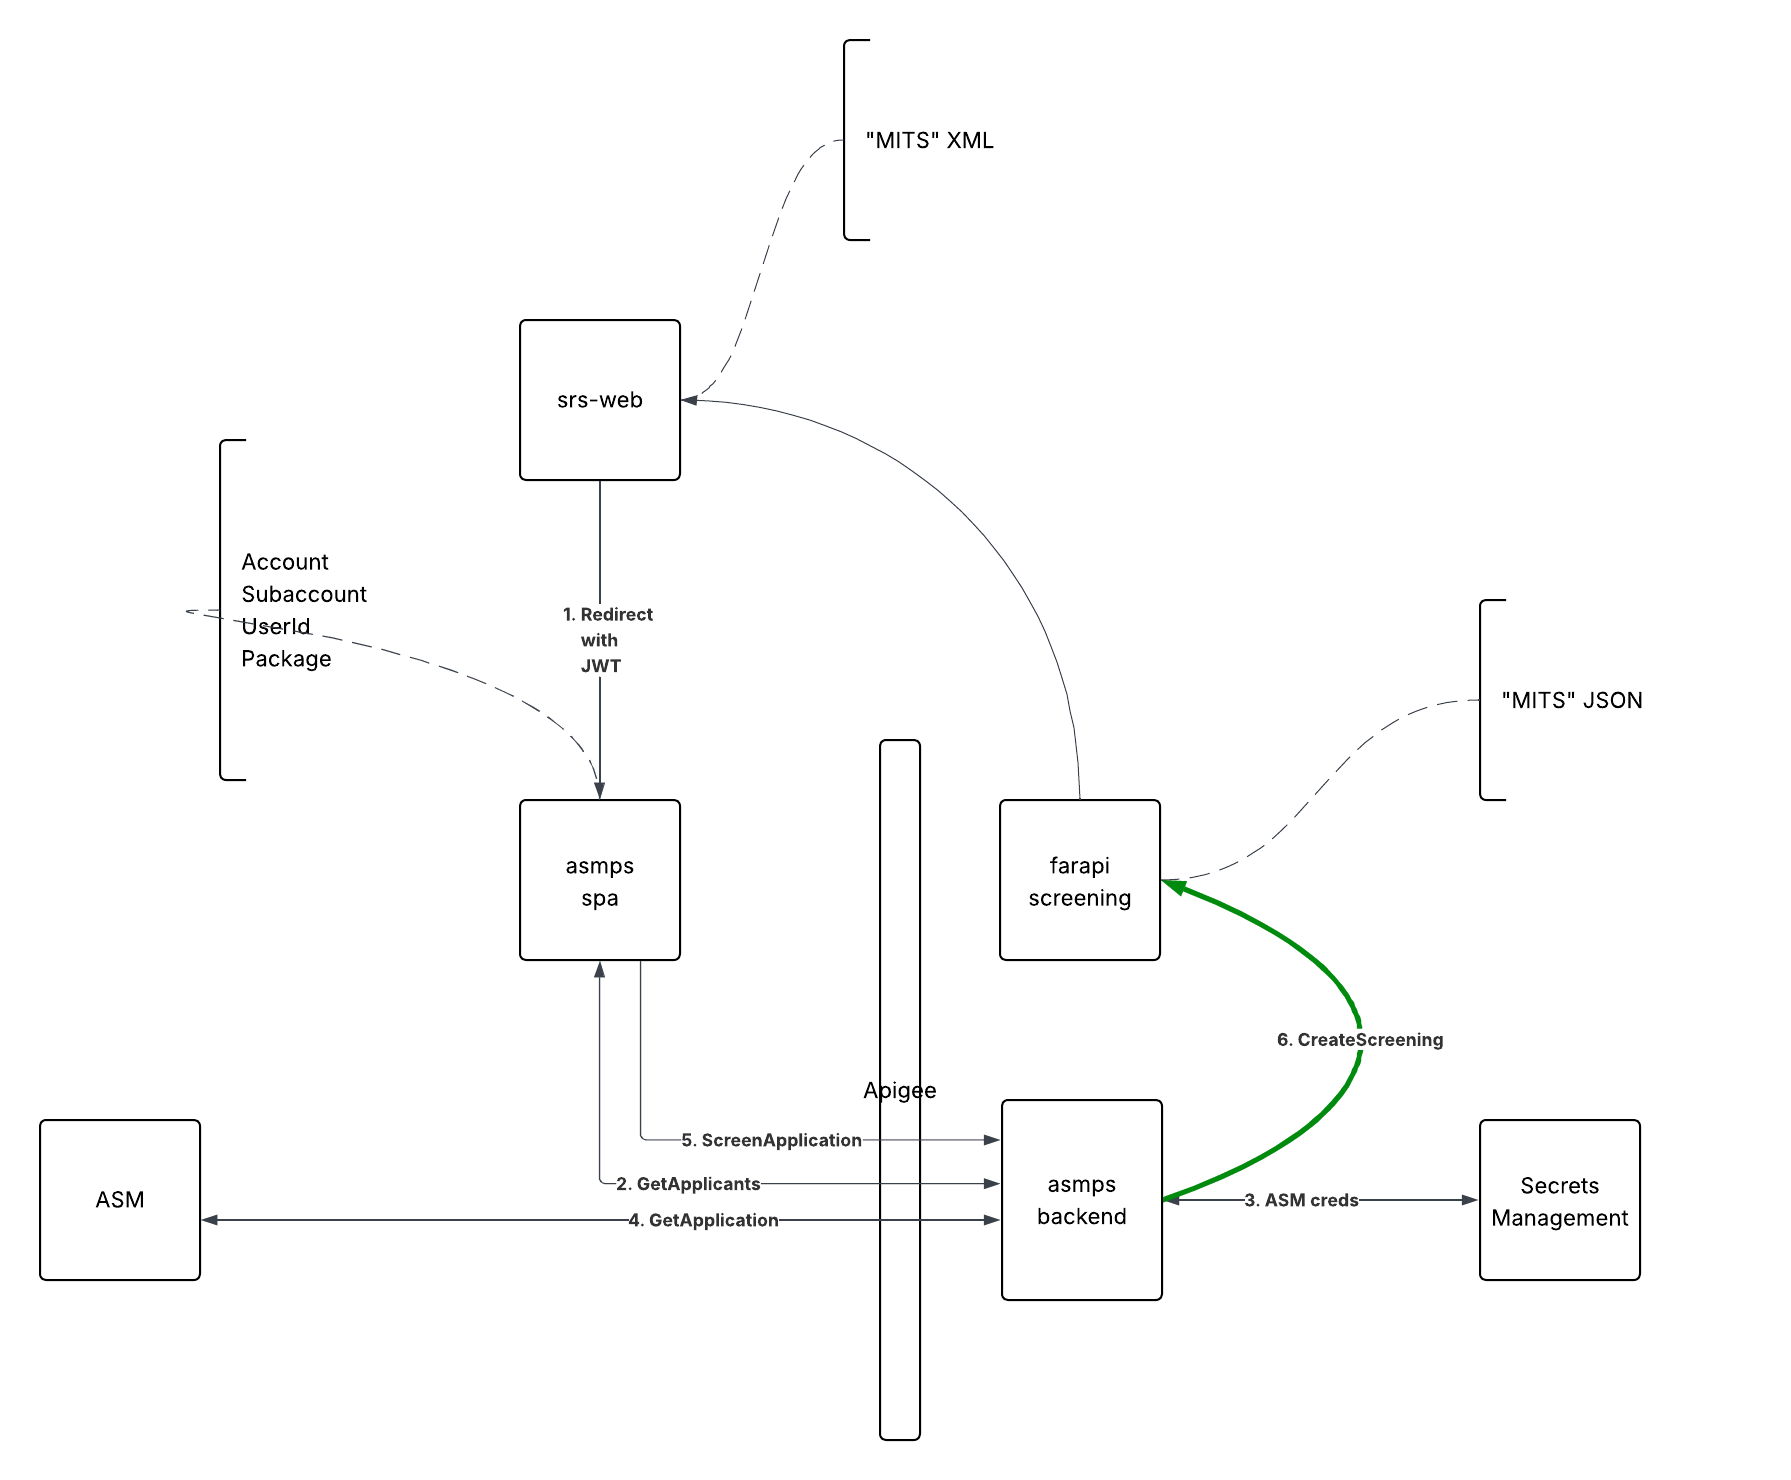 "MITS" XML
srs-web
Account
Subaccount
UserId
Package
1. Redirect
with
JWT
"MITS" JSON
asmps
spa
farapi
screening
6. CreateScreening
Apigee
5. ScreenApplication
2. GetApplicants
4. GetApplication
ASM
asmps
backend
3. ASM creds
Secrets
Management